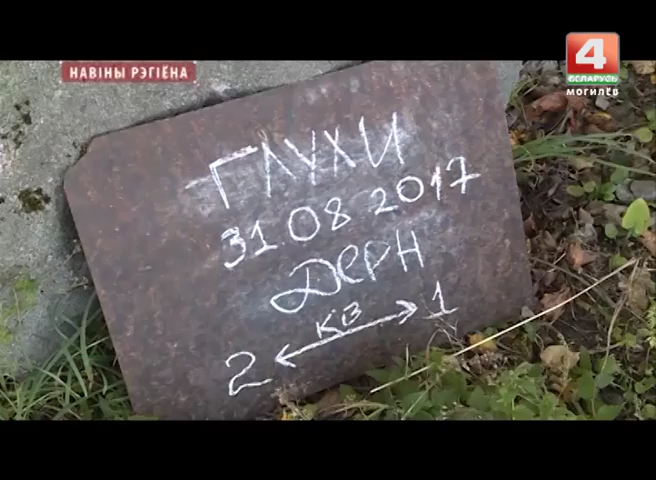 НАВІНЫ РЭГІЁНА
4
БЕЛАРУСЬ
МОГИЛЁВ
ГЛУХИ
31.08 2017
ДЕРН
КВ
2 ↔ 1